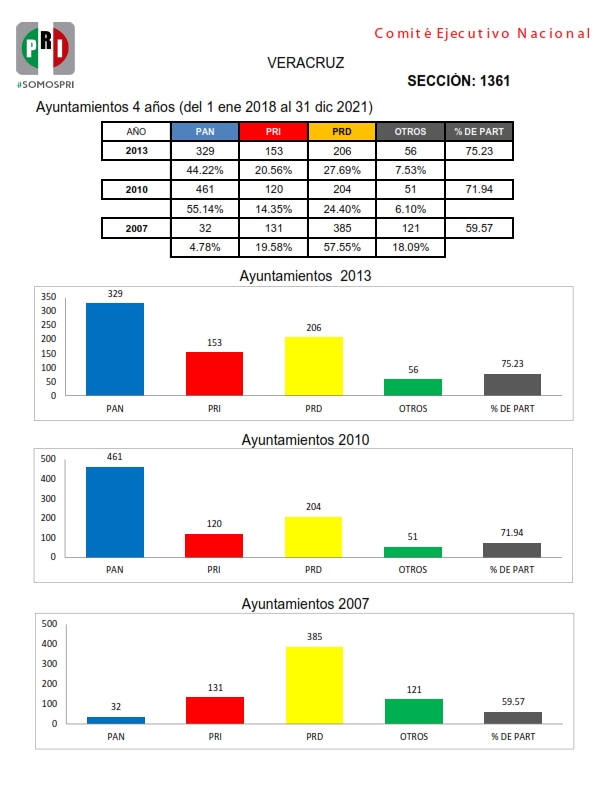 Comité Ejecutivo Nacional
PRI
#SOMOSPRI
VERACRUZ
SECCIÓN: 1361
Ayuntamientos 4 años (del 1 ene 2018 al 31 dic 2021)
AÑO PAN PRI PRD OTROS % DE PART
2013 329 153 206 56 75.23
44.22% 20.56% 27.69% 7.53%
2010 461 120 204 51 71.94
55.14% 14.35% 24.40% 6.10%
2007 32 131 385 121 59.57
4.78% 19.58% 57.55% 18.09%
Ayuntamientos 2013
350
300
250
200
150
100
50
0
329 153 206 56 75.23
PAN PRI PRD OTROS % DE PART
Ayuntamientos 2010
500
400
300
200
100
0
461 120 204 51 71.94
PAN PRI PRD OTROS % DE PART
Ayuntamientos 2007
500
400
300
200
100
0
32 131 385 121 59.57
PAN PRI PRD OTROS % DE PART